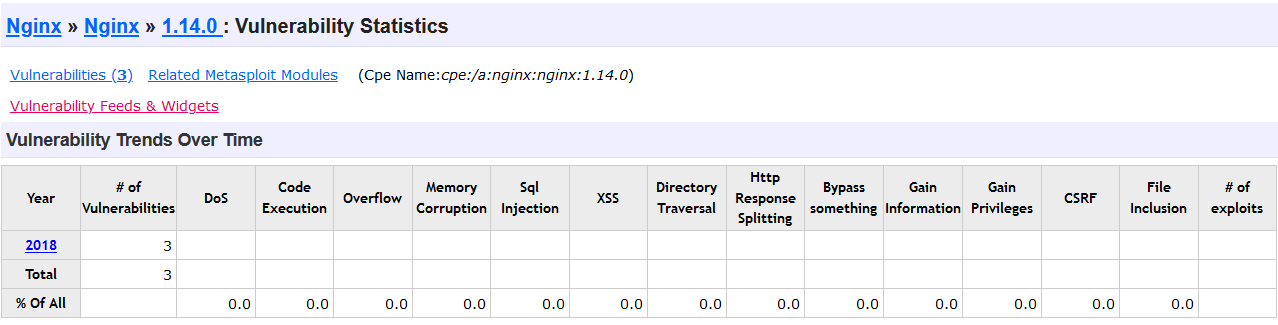 Nginx » Nginx » 1.14.0 : Vulnerability Statistics
Vulnerabilities (3) Related Metasploit Modules (Cpe Name:cpe:/a:nginx:nginx:1.14.0)
Vulnerability Feeds & Widgets
Vulnerability Trends Over Time
Year # of Vulnerabilities DoS Code Execution Overflow Memory Corruption Sql Injection XSS Directory Traversal Http Response Splitting Bypass something Gain Information Gain Privileges CSRF File Inclusion # of exploits
2018 3
Total 3
% Of All 0.0 0.0 0.0 0.0 0.0 0.0 0.0 0.0 0.0 0.0 0.0 0.0 0.0